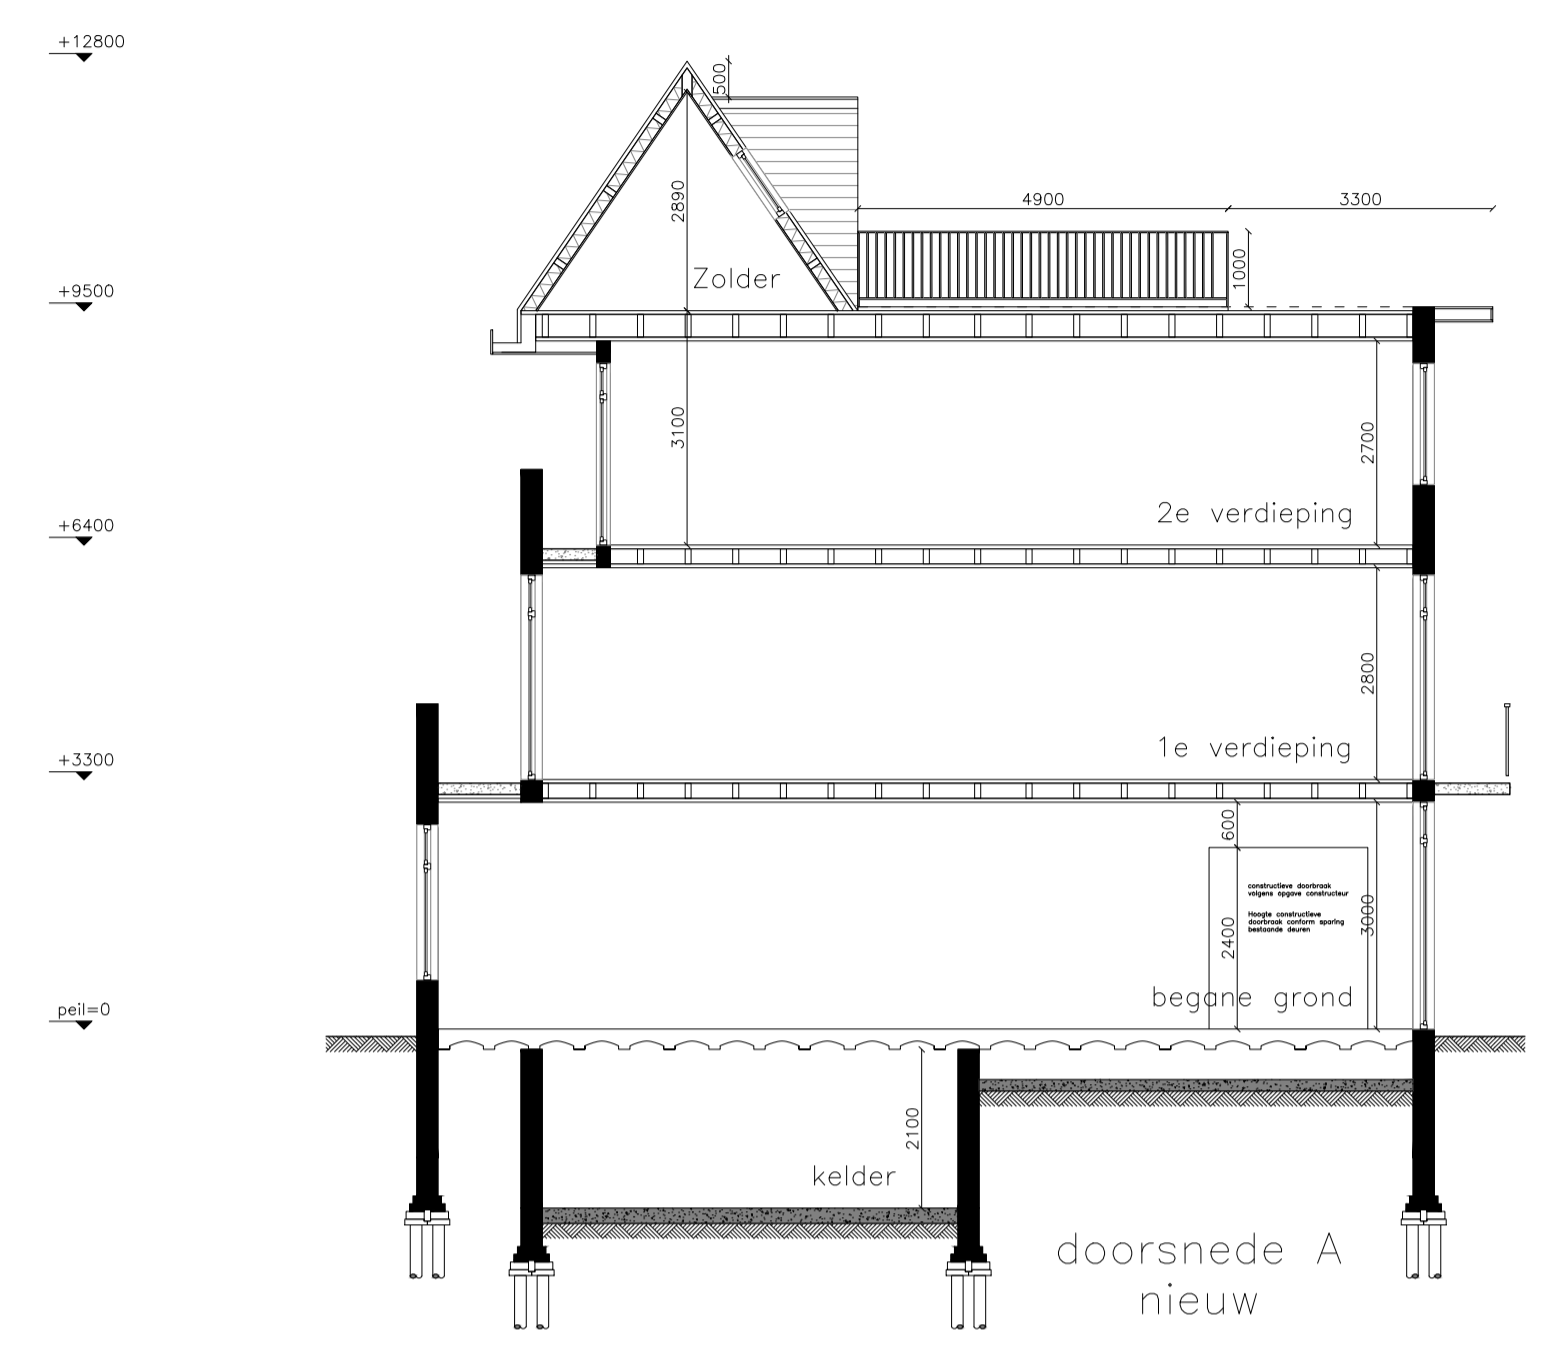 +12800
500
2890
4900
3300
1000
Zolder
+9500
3100
2700
2e verdieping
+6400
2800
1e verdieping
+3300
600
constructieve doorbraak
volgens opgave constructeur
Hoogte constructieve
doorbraak conform sparing
bestaande deuren
2400
3000
begane grond
peil=0
2100
kelder
doorsnede A
nieuw